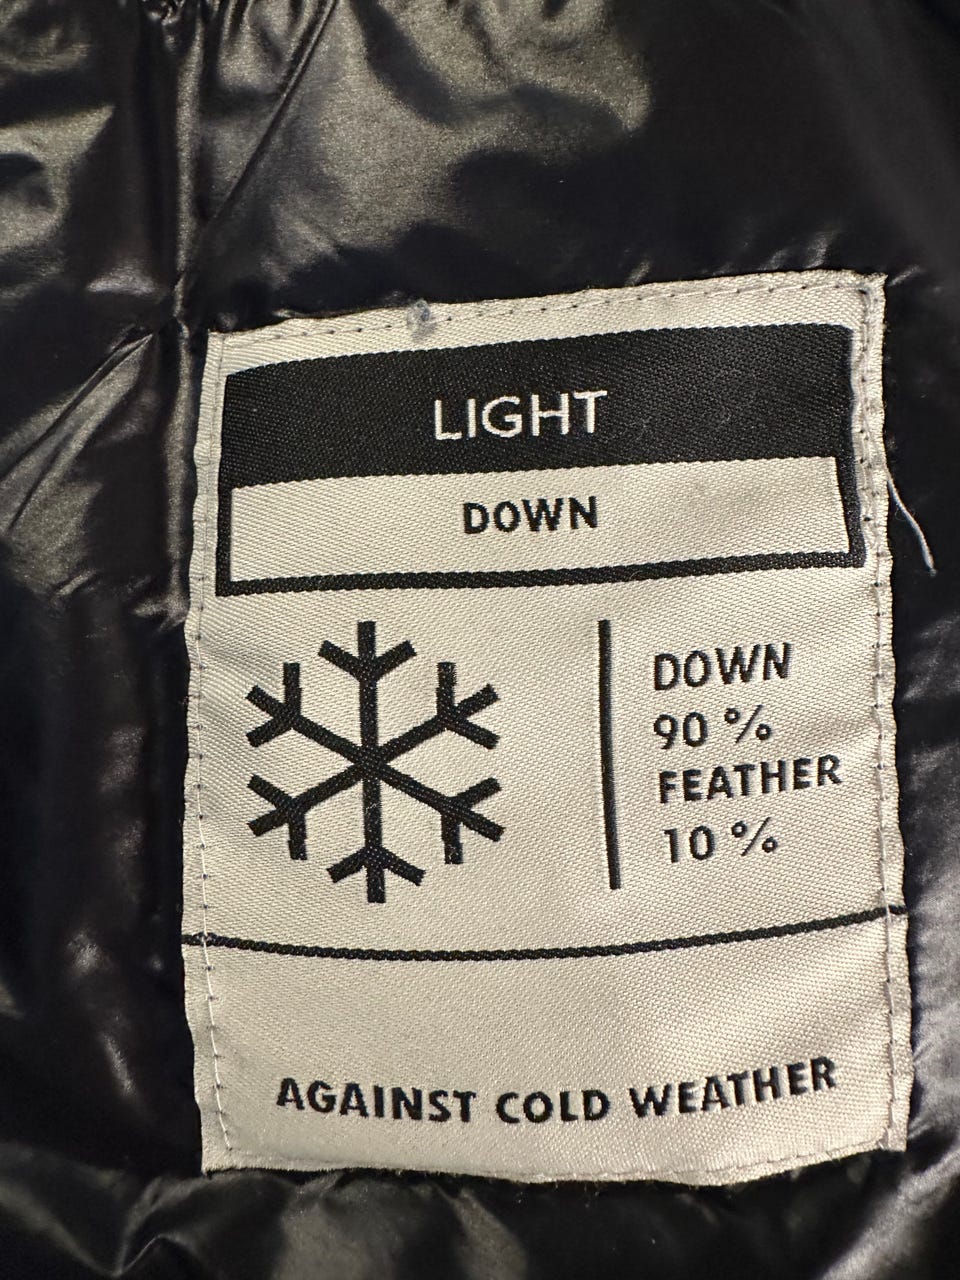 LIGHT
DOWN
DOWN
90 %
FEATHER
10 %
AGAINST COLD WEATHER